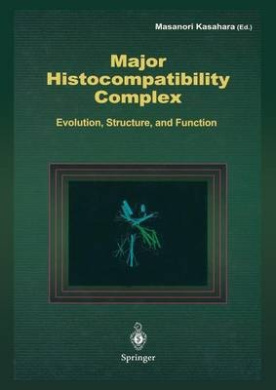 Masanori Kasahara (Ed.)
Major
Histocompatibility
Complex
Evolution, Structure, and Function
Springer